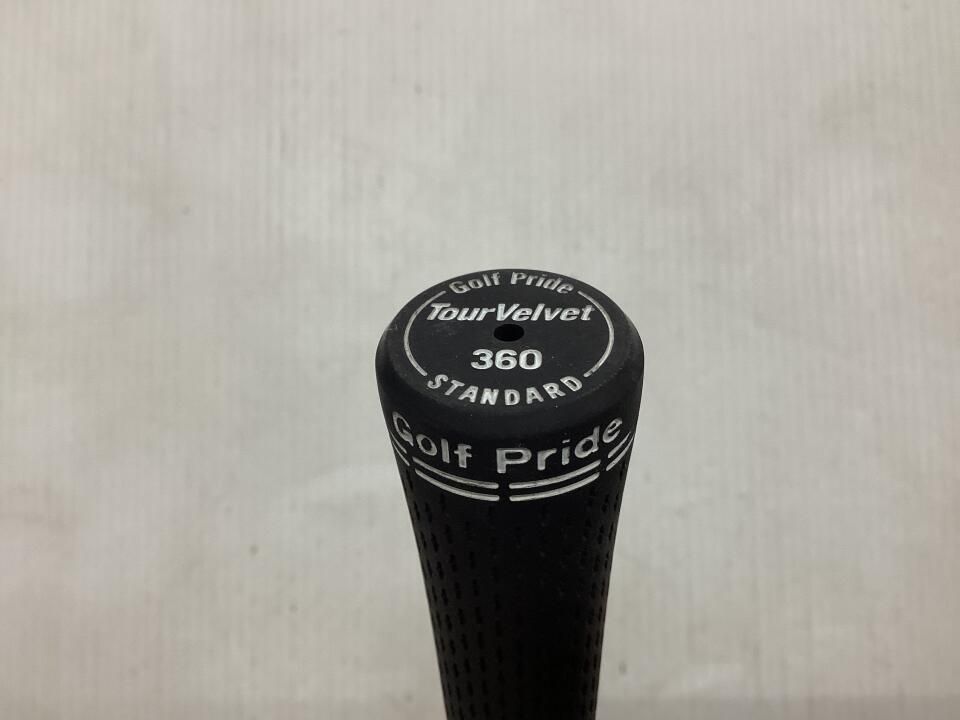 Golf Pride
TourVelvet
360
STANDARD
Golf Pride